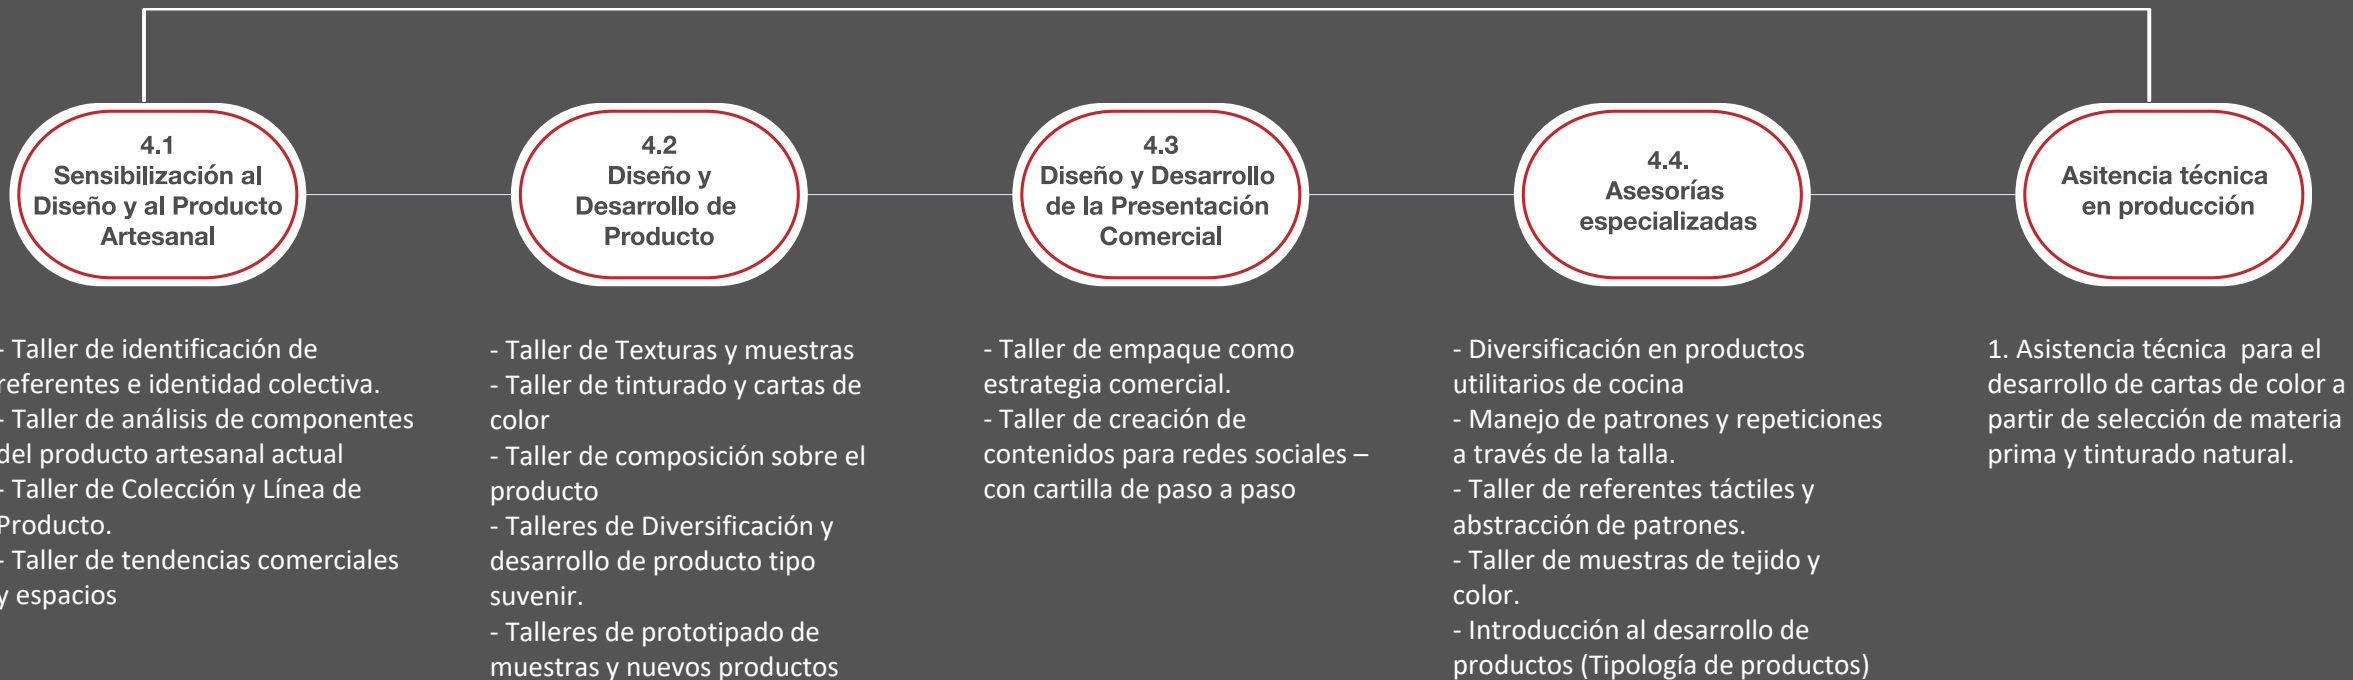 4.1
Sensibilización al
Diseño y al Producto
Artesanal
4.2
Diseño y
Desarrollo de
Producto
4.3
Diseño y Desarrollo
de la Presentación
Comercial
4.4.
Asesorías
especializadas
Asitencia técnica
en producción
- Taller de identificación de
referentes e identidad colectiva.
- Taller de análisis de componentes
del producto artesanal actual
- Taller de Colección y Línea de
Producto.
- Taller de tendencias comerciales
y espacios
- Taller de Texturas y muestras
- Taller de tinturado y cartas de
color
- Taller de composición sobre el
producto
- Talleres de Diversificación y
desarrollo de producto tipo
suvenir.
- Talleres de prototipado de
muestras y nuevos productos
- Taller de empaque como
estrategia comercial.
- Taller de creación de
contenidos para redes sociales –
con cartilla de paso a paso
- Diversificación en productos
utilitarios de cocina
- Manejo de patrones y repeticiones
a través de la talla.
- Taller de referentes táctiles y
abstracción de patrones.
- Taller de muestras de tejido y
color.
- Introducción al desarrollo de
productos (Tipología de productos)
1. Asistencia técnica  para el
desarrollo de cartas de color a
partir de selección de materia
prima y tinturado natural.